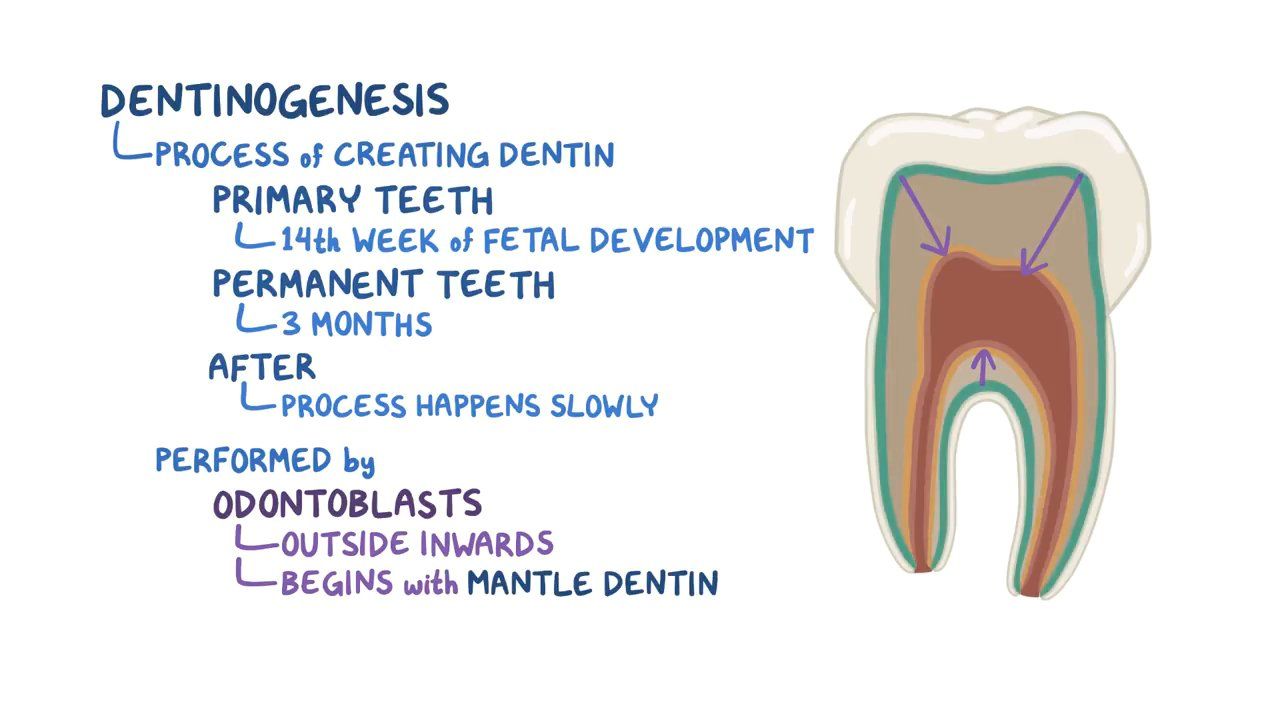 DENTINOGENESIS
PROCESS of CREATING DENTIN
PRIMARY TEETH
14th WEEK of FETAL DEVELOPMENT
PERMANENT TEETH
3 MONTHS
AFTER
PROCESS HAPPENS SLOWLY
PERFORMED by
ODONTOBLASTS
OUTSIDE INWARDS
BEGINS with MANTLE DENTIN